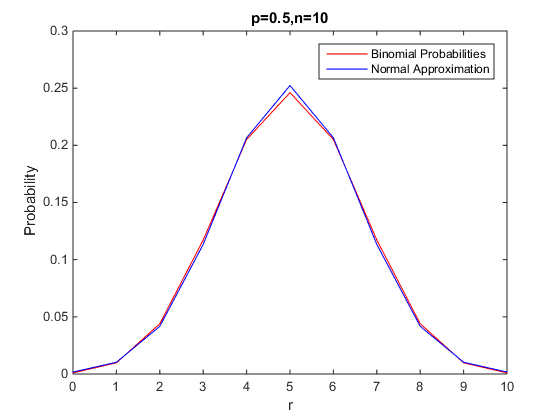 p=0.5,n=10
0.3
0.25
0.2
0.15
0.1
0.05
0
Probability
Binomial Probabilities
Normal Approximation
0 1 2 3 4 5 6 7 8 9 10
r